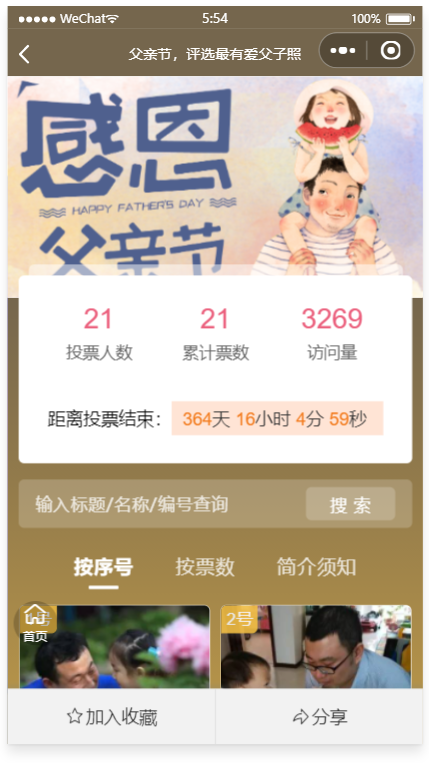 WeChat 5:54 100%
父亲节，评选最有爱父子照
感恩
HAPPY FATHER'S DAY
父亲节
21 21 3269
投票人数 累计票数 访问量
距离投票结束： 364天 16小时 4分 59秒
输入标题/名称/编号查询 搜 索
按序号 按票数 简介须知
号 2号
首页
加入收藏 分享